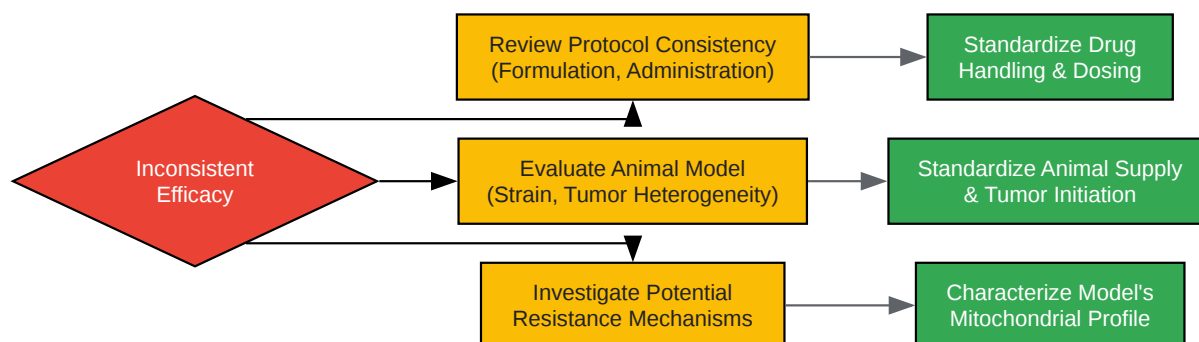 Inconsistent
Efficacy
Review Protocol Consistency
(Formulation, Administration)
Standardize Drug
Handling & Dosing
Evaluate Animal Model
(Strain, Tumor Heterogeneity)
Standardize Animal Supply
& Tumor Initiation
Investigate Potential
Resistance Mechanisms
Characterize Model's
Mitochondrial Profile